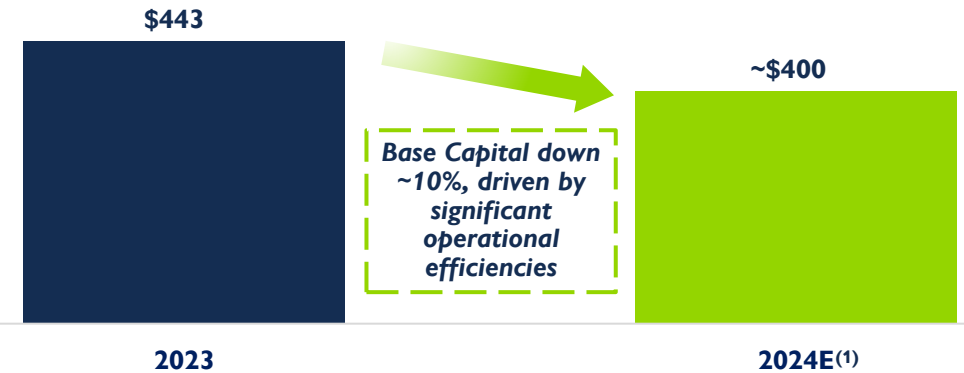 $443
~$400
Base Capital down
~10%, driven by
significant
operational
efficiencies
2023
2024E(1)